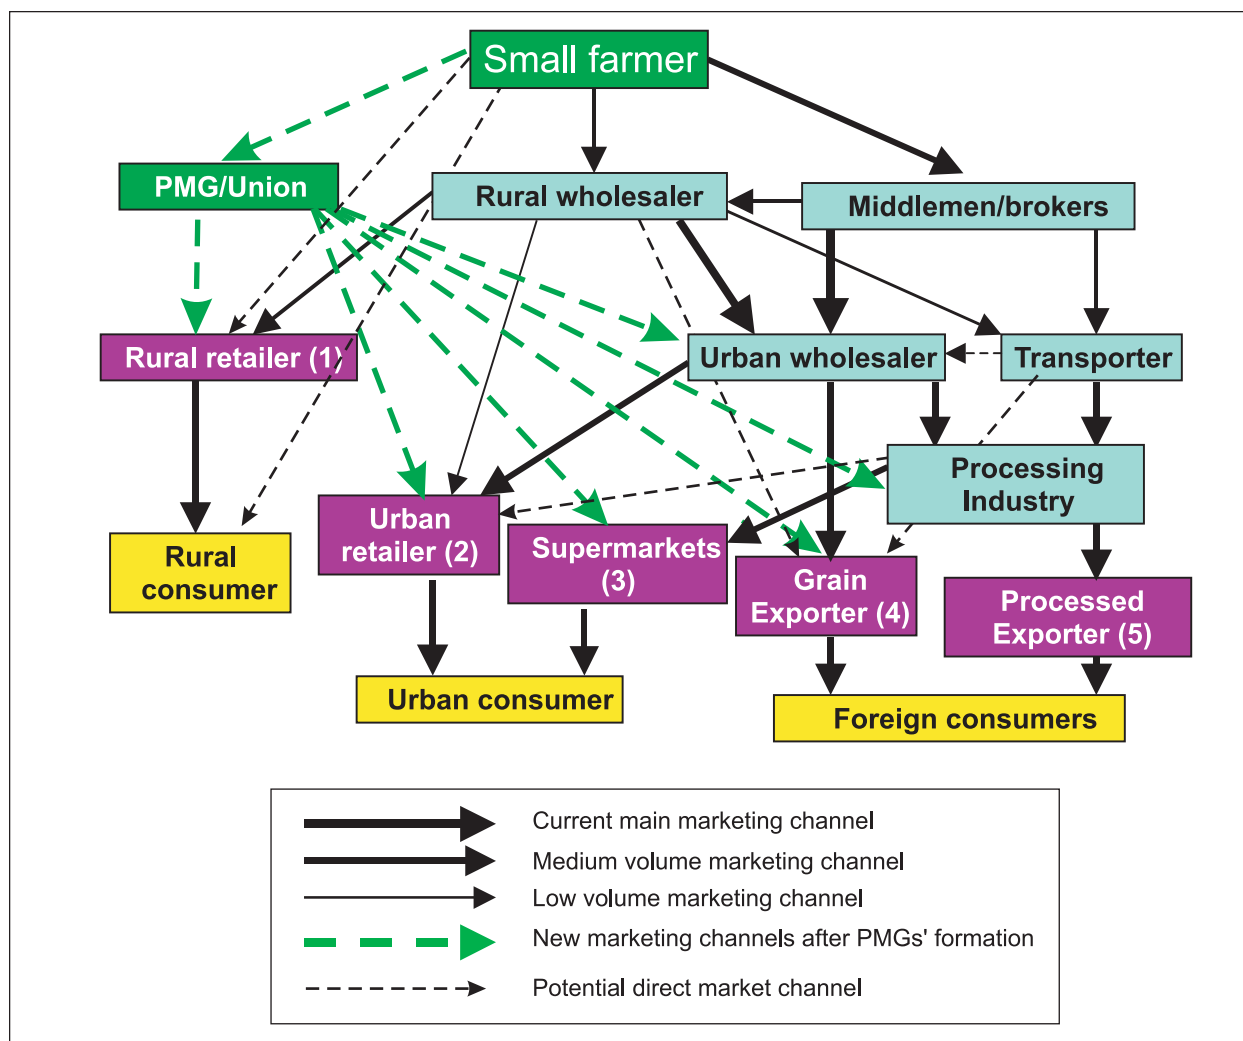 Small farmer
PMG/Union
Rural wholesaler
Middlemen/brokers
Rural retailer (1)
Urban wholesaler
Transporter
Processing
Industry
Urban
retailer (2)
Supermarkets
(3)
Rural
consumer
Grain
Exporter (4)
Processed
Exporter (5)
Urban consumer
Foreign consumers
Current main marketing channel
Medium volume marketing channel
Low volume marketing channel
New marketing channels after PMGs' formation
Potential direct market channel